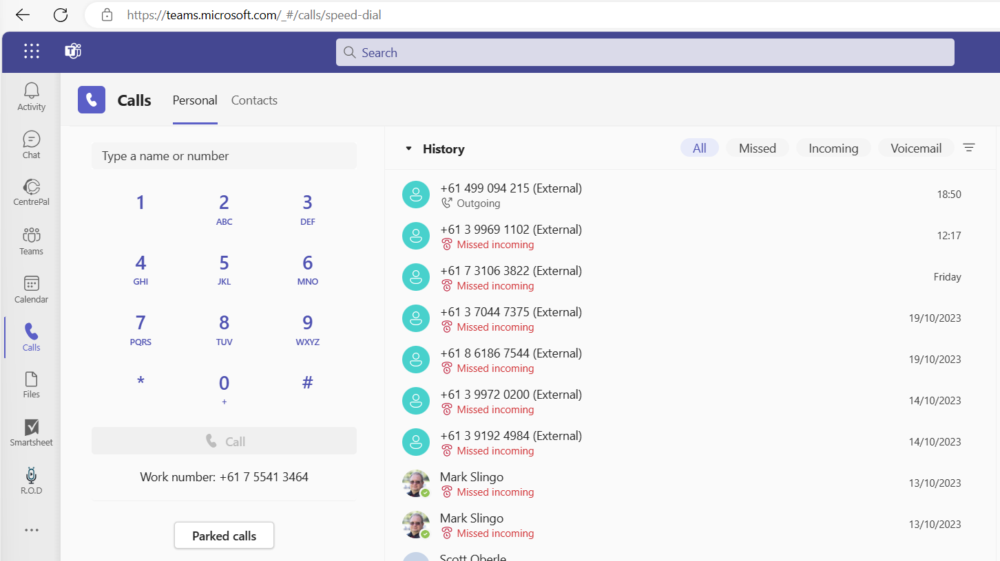 https://teams.microsoft.com/_#/calls/speed-dial
Search
Activity
Chat
CentrePal
Teams
Calendar
Calls
Files
Smartsheet
R.O.D
Calls Personal Contacts
Type a name or number
1 2 3
ABC DEF
4 5 6
GHI JKL MNO
7 8 9
PQRS TUV WXYZ
* 0 #
+
Call
Work number: +61 7 5541 3464
Parked calls
History All Missed Incoming Voicemail
+61 499 094 215 (External)
Outgoing
18:50
+61 3 9969 1102 (External)
Missed incoming
12:17
+61 7 3106 3822 (External)
Missed incoming
Friday
+61 3 7044 7375 (External)
Missed incoming
19/10/2023
+61 8 6186 7544 (External)
Missed incoming
19/10/2023
+61 3 9972 0200 (External)
Missed incoming
14/10/2023
+61 3 9192 4984 (External)
Missed incoming
14/10/2023
Mark Slingo
Missed incoming
13/10/2023
Mark Slingo
Missed incoming
13/10/2023
Scott Oberle